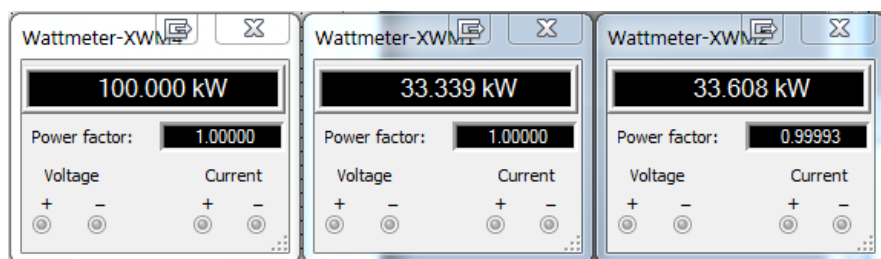 Wattmeter-XWM4
Wattmeter-XWM1
Wattmeter-XWM2
100.000 kW
33.339 kW
33.608 kW
Power factor: 1.00000
Power factor: 1.00000
Power factor: 0.99993
Voltage Current
Voltage Current
Voltage Current
+ − + −
+ − + −
+ − + −